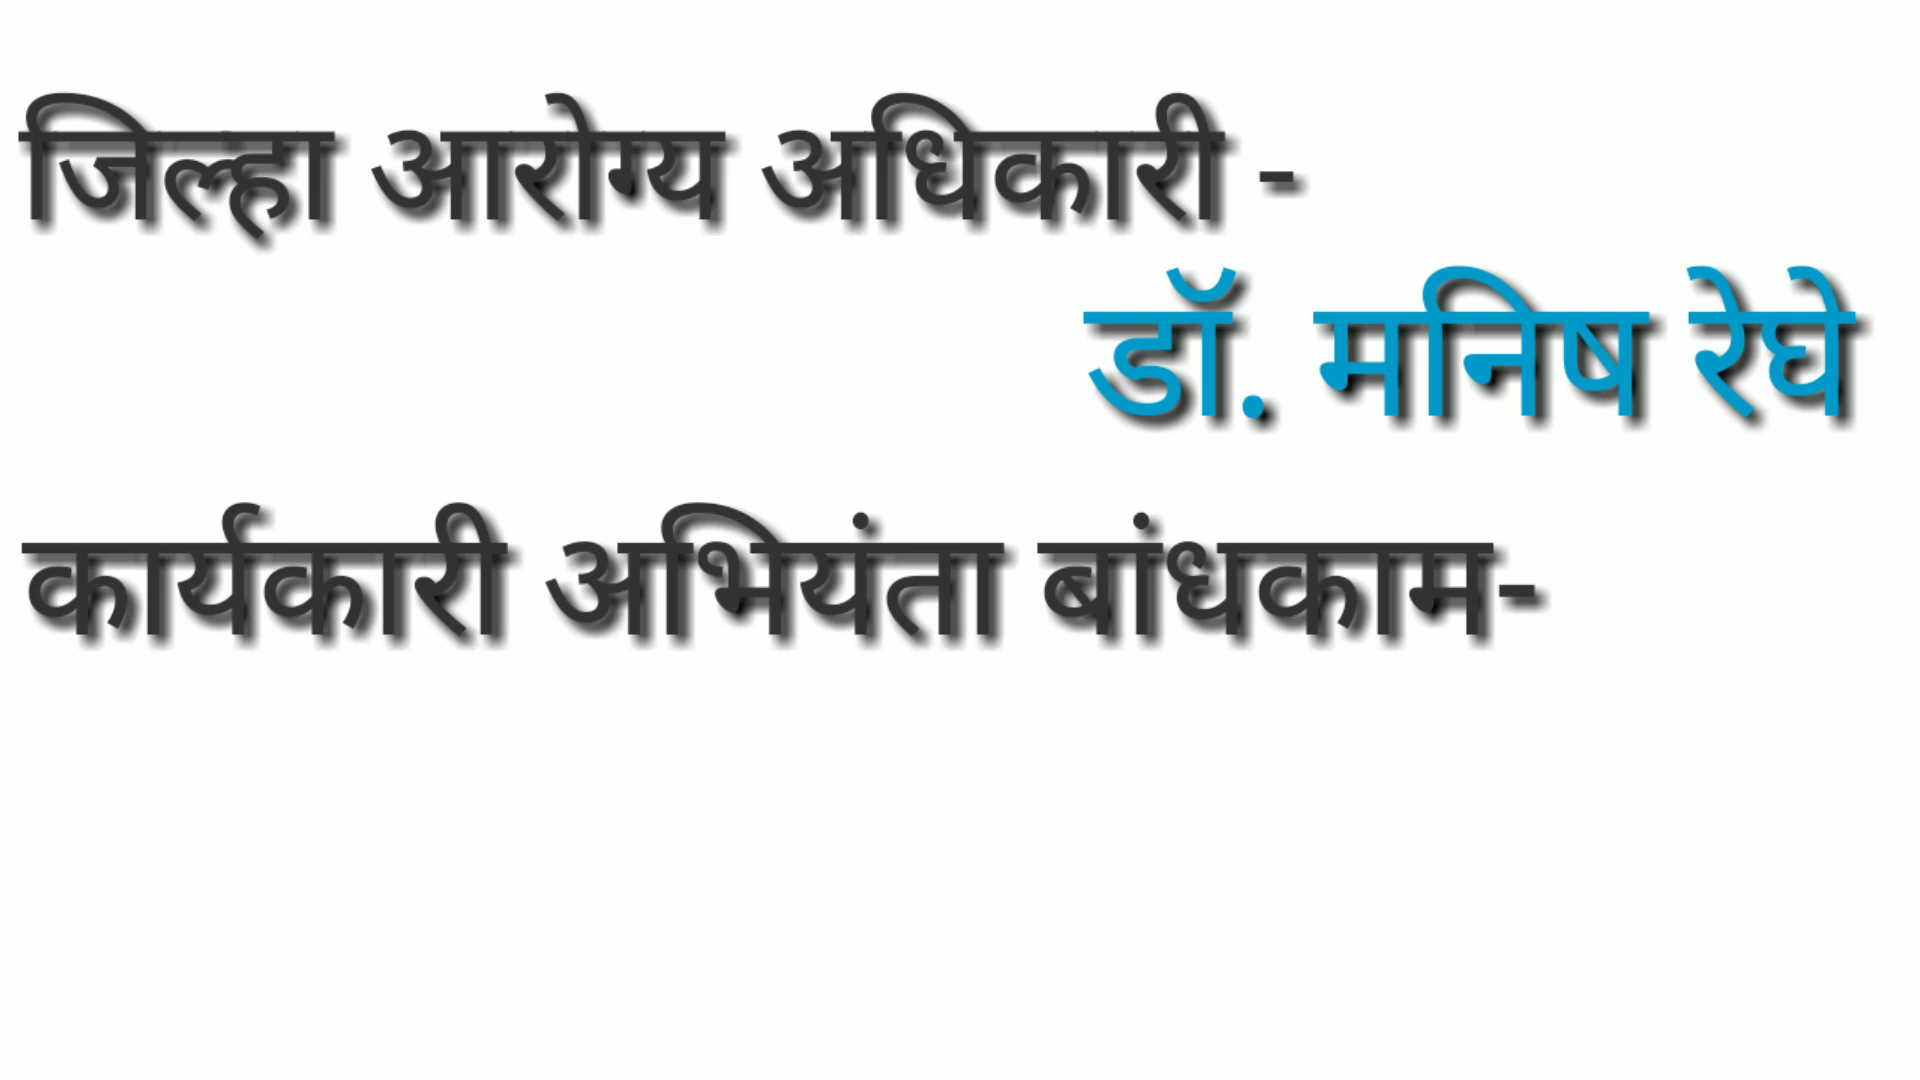 जिल्हा आरोग्य अधिकारी -
डॉ. मनिष रेघे
कार्यकारी अभियंता बांधकाम-